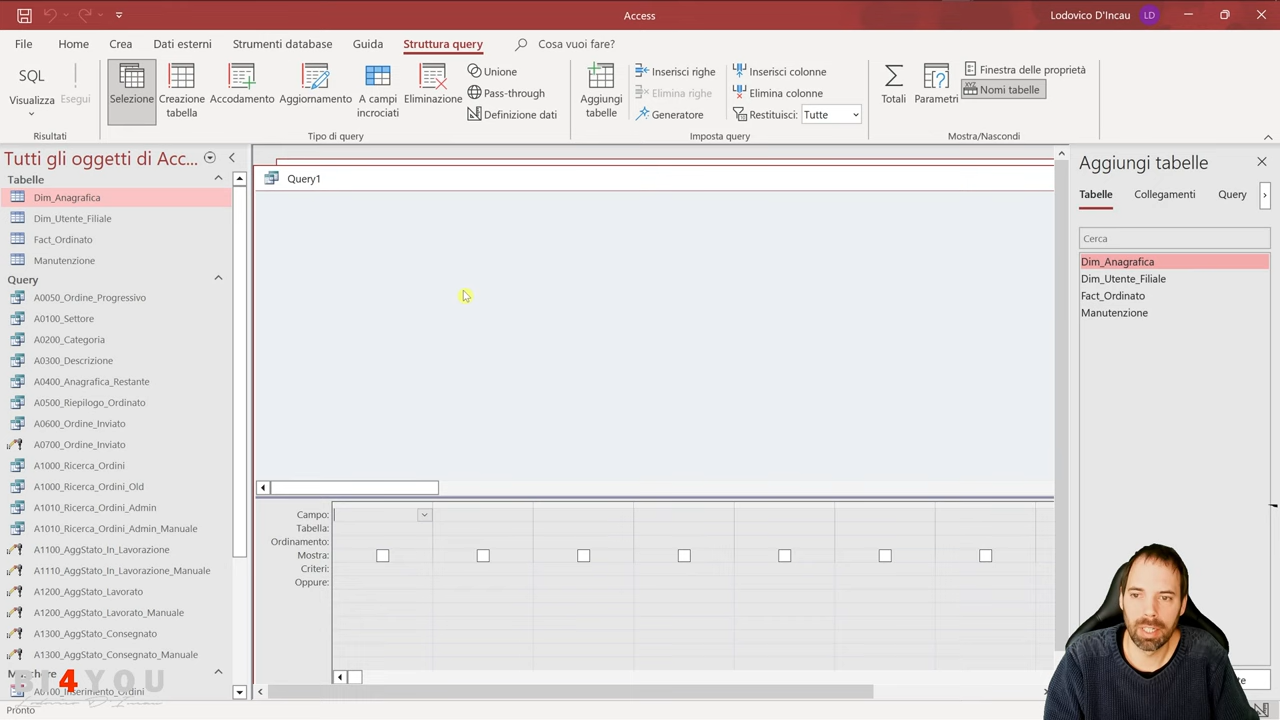 Access
Lodovico D'Incau
LD
File
Home
Crea
Dati esterni
Strumenti database
Guida
Struttura query
Cosa vuoi fare?
SQL
Visualizza
Esegui
Risultati
Selezione
Creazione
tabella
Accodamento
Aggiornamento
A campi
incrociati
Eliminazione
Unione
Pass-through
Definizione dati
Tipo di query
Aggiungi
tabelle
Inserisci righe
Elimina righe
Generatore
Inserisci colonne
Elimina colonne
Restituisci: Tutte
Imposta query
Totali
Parametri
Finestra delle proprietà
Nomi tabelle
Mostra/Nascondi
Tutti gli oggetti di Acc...
Tabelle
Dim_Anagrafica
Dim_Utente_Filiale
Fact_Ordinato
Manutenzione
Query
A0050_Ordine_Progressivo
A0100_Settore
A0200_Categoria
A0300_Descrizione
A0400_Anagrafica_Restante
A0500_Riepilogo_Ordinato
A0600_Ordine_Inviato
A0700_Ordine_Inviato
A1000_Ricerca_Ordini
A1000_Ricerca_Ordini_Old
A1010_Ricerca_Ordini_Admin
A1010_Ricerca_Ordini_Admin_Manuale
A1100_AggStato_In_Lavorazione
A1110_AggStato_In_Lavorazione_Manuale
A1200_AggStato_Lavorato
A1200_AggStato_Lavorato_Manuale
A1300_AggStato_Consegnato
A1300_AggStato_Consegnato_Manuale
BI4YOU
Lodovico D'Incau
A0100_Inserimento_Ordini
Pronto
Query1
Campo:
Tabella:
Ordinamento:
Mostra:
Criteri:
Oppure:
Aggiungi tabelle
Tabelle
Collegamenti
Query
Cerca
Dim_Anagrafica
Dim_Utente_Filiale
Fact_Ordinato
Manutenzione